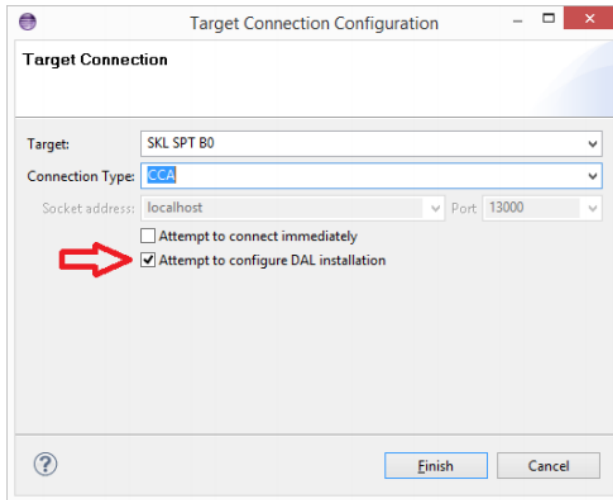 Target Connection Configuration
Target Connection
Target: SKL SPT B0
Connection Type: CCA
Socket address: localhost Port 13000
Attempt to connect immediately
Attempt to configure DAL installation
Finish Cancel